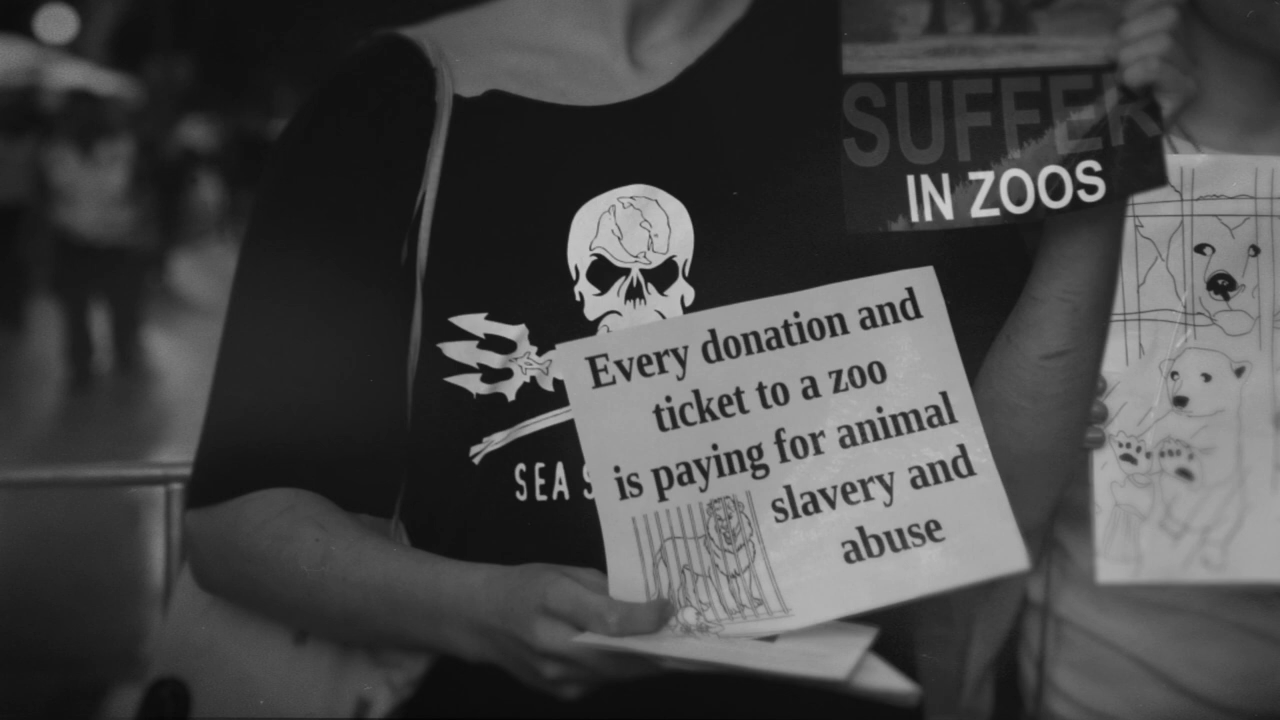 SUFFER
IN ZOOS
Every donation and
ticket to a zoo
is paying for animal
slavery and
abuse
SEA S